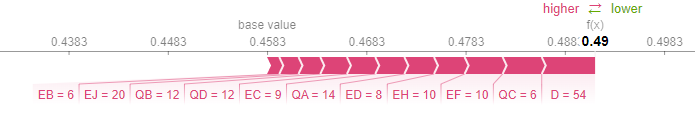 higher ⇄ lower
base value f(x)
0.4383 0.4483 0.4583 0.4683 0.4783 0.488 0.49 0.4983
EB = 6 EJ = 20 QB = 12 QD = 12 EC = 9 QA = 14 ED = 8 EH = 10 EF = 10 QC = 6 D = 54